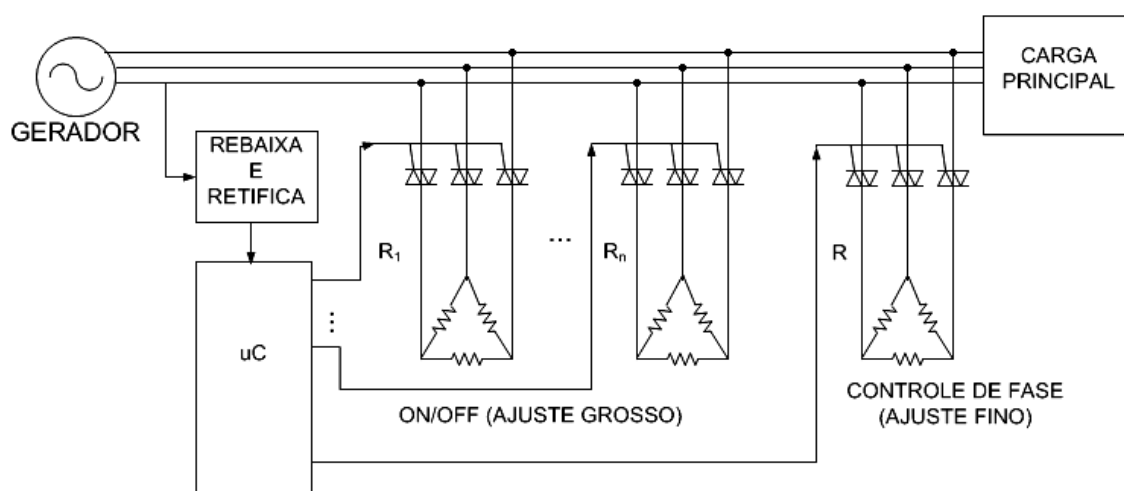 CARGA
PRINCIPAL
GERADOR
REBAIXA
E
RETIFICA
R1
...
Rn
R
uC
...
ON/OFF (AJUSTE GROSSO)
CONTROLE DE FASE
(AJUSTE FINO)